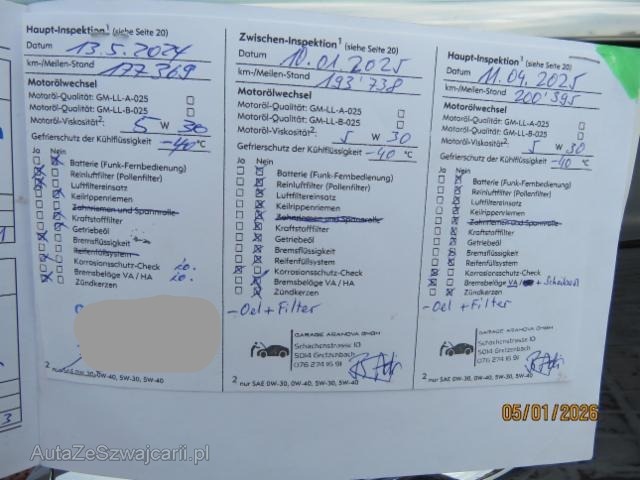 Haupt-Inspektion¹ (siehe Seite 20)
Datum 13.5.2024
km-/Meilen-Stand 177 369
Motorölwechsel
Motoröl-Qualität: GM-LL-A-025
Motoröl-Qualität: GM-LL-B-025
Motoröl-Viskosität²: 5 W 30
Gefrierschutz der Kühlflüssigkeit -40 °C
Ja Nein
Batterie (Funk-Fernbedienung)
Reinluftfilter (Pollenfilter)
Luftfiltereinsatz
Keilrippenriemen
Zahnriemen und Spannrolle
Kraftstofffilter
Getriebeöl
Bremsflüssigkeit
Reifenfüllsystem
Korrosionsschutz-Check i.o.
Bremsbeläge VA / HA i.o.
Zündkerzen
² nur SAE 0W-30, 0W-40, 5W-30, 5W-40
Zwischen-Inspektion¹ (siehe Seite 20)
Datum 10.01.2025
km-/Meilen-Stand 193'738
Motorölwechsel
Motoröl-Qualität: GM-LL-A-025
Motoröl-Qualität: GM-LL-B-025
Motoröl-Viskosität²: 5 W 30
Gefrierschutz der Kühlflüssigkeit -40 °C
Ja Nein
Batterie (Funk-Fernbedienung)
Reinluftfilter (Pollenfilter)
Luftfiltereinsatz
Keilrippenriemen
Zahnriemen und Spannrolle
Kraftstofffilter
Getriebeöl
Bremsflüssigkeit
Reifenfüllsystem
Korrosionsschutz-Check
Bremsbeläge VA / HA
Zündkerzen
- Oel + Filter
GARAGE ARANOVA GMBH
Schachenstrasse 10
5014 Gretzenbach
076 274 16 91
² nur SAE 0W-30, 0W-40, 5W-30, 5W-40
Haupt-Inspektion¹ (siehe Seite 20)
Datum 11.04.2025
km-/Meilen-Stand 200'395
Motorölwechsel
Motoröl-Qualität: GM-LL-A-025
Motoröl-Qualität: GM-LL-B-025
Motoröl-Viskosität²: 5 W 30
Gefrierschutz der Kühlflüssigkeit -40 °C
Ja Nein
Batterie (Funk-Fernbedienung)
Reinluftfilter (Pollenfilter)
Luftfiltereinsatz
Keilrippenriemen
Zahnriemen und Spannrolle
Kraftstofffilter
Getriebeöl
Bremsflüssigkeit
Reifenfüllsystem
Korrosionsschutz-Check
Bremsbeläge VA / + Scheiben
Zündkerzen
- Oel + Filter
GARAGE ARANOVA GMBH
Schachenstrasse 10
5014 Gretzenbach
076 274 16 91
² nur SAE 0W-30, 0W-40, 5W-30, 5W-40
3
05/01/2026
AutaZeSzwajcarii.pl